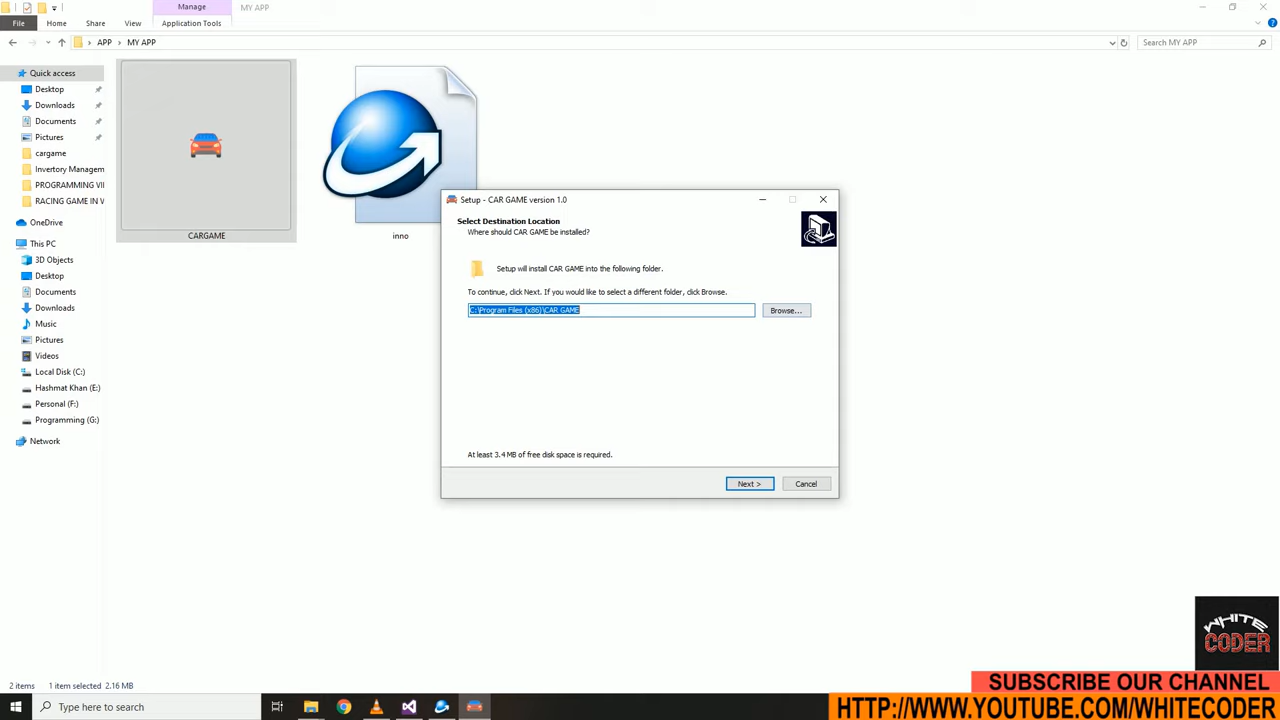 Manage
MY APP
File
Home
Share
View
Application Tools
APP
MY APP
Search MY APP
Quick access
Desktop
Downloads
Documents
Pictures
cargame
Invertory Managem
PROGRAMMING VII
RACING GAME IN V
OneDrive
This PC
3D Objects
Desktop
Documents
Downloads
Music
Pictures
Videos
Local Disk (C:)
Hashmat Khan (E:)
Personal (F:)
Programming (G:)
Network
CARGAME
inno
Setup - CAR GAME version 1.0
Select Destination Location
Where should CAR GAME be installed?
Setup will install CAR GAME into the following folder.
To continue, click Next. If you would like to select a different folder, click Browse.
C:\Program Files (x86)\CAR GAME
Browse...
At least 3.4 MB of free disk space is required.
Next >
Cancel
WHITE
CODER
2 items
1 item selected 2.16 MB
SUBSCRIBE OUR CHANNEL
Type here to search
HTTP://WWW.YOUTUBE.COM/WHITECODER